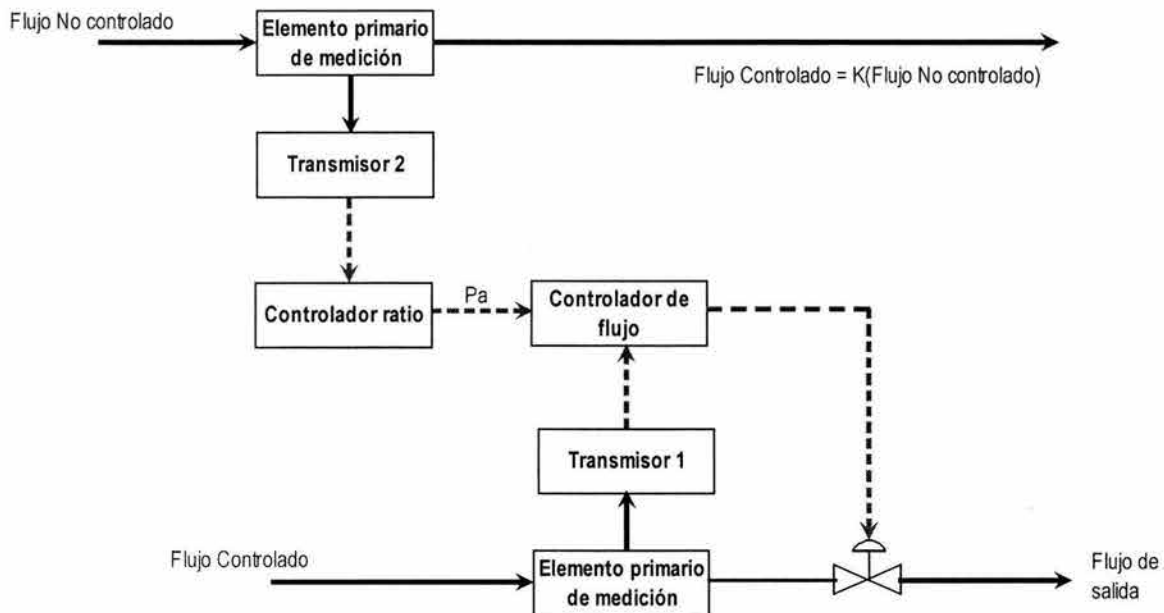 Flujo No controlado
Elemento primario
de medición
Flujo Controlado = K(Flujo No controlado)
Transmisor 2
Controlador ratio
Pa
Controlador de
flujo
Transmisor 1
Flujo Controlado
Elemento primario
de medición
Flujo de
salida